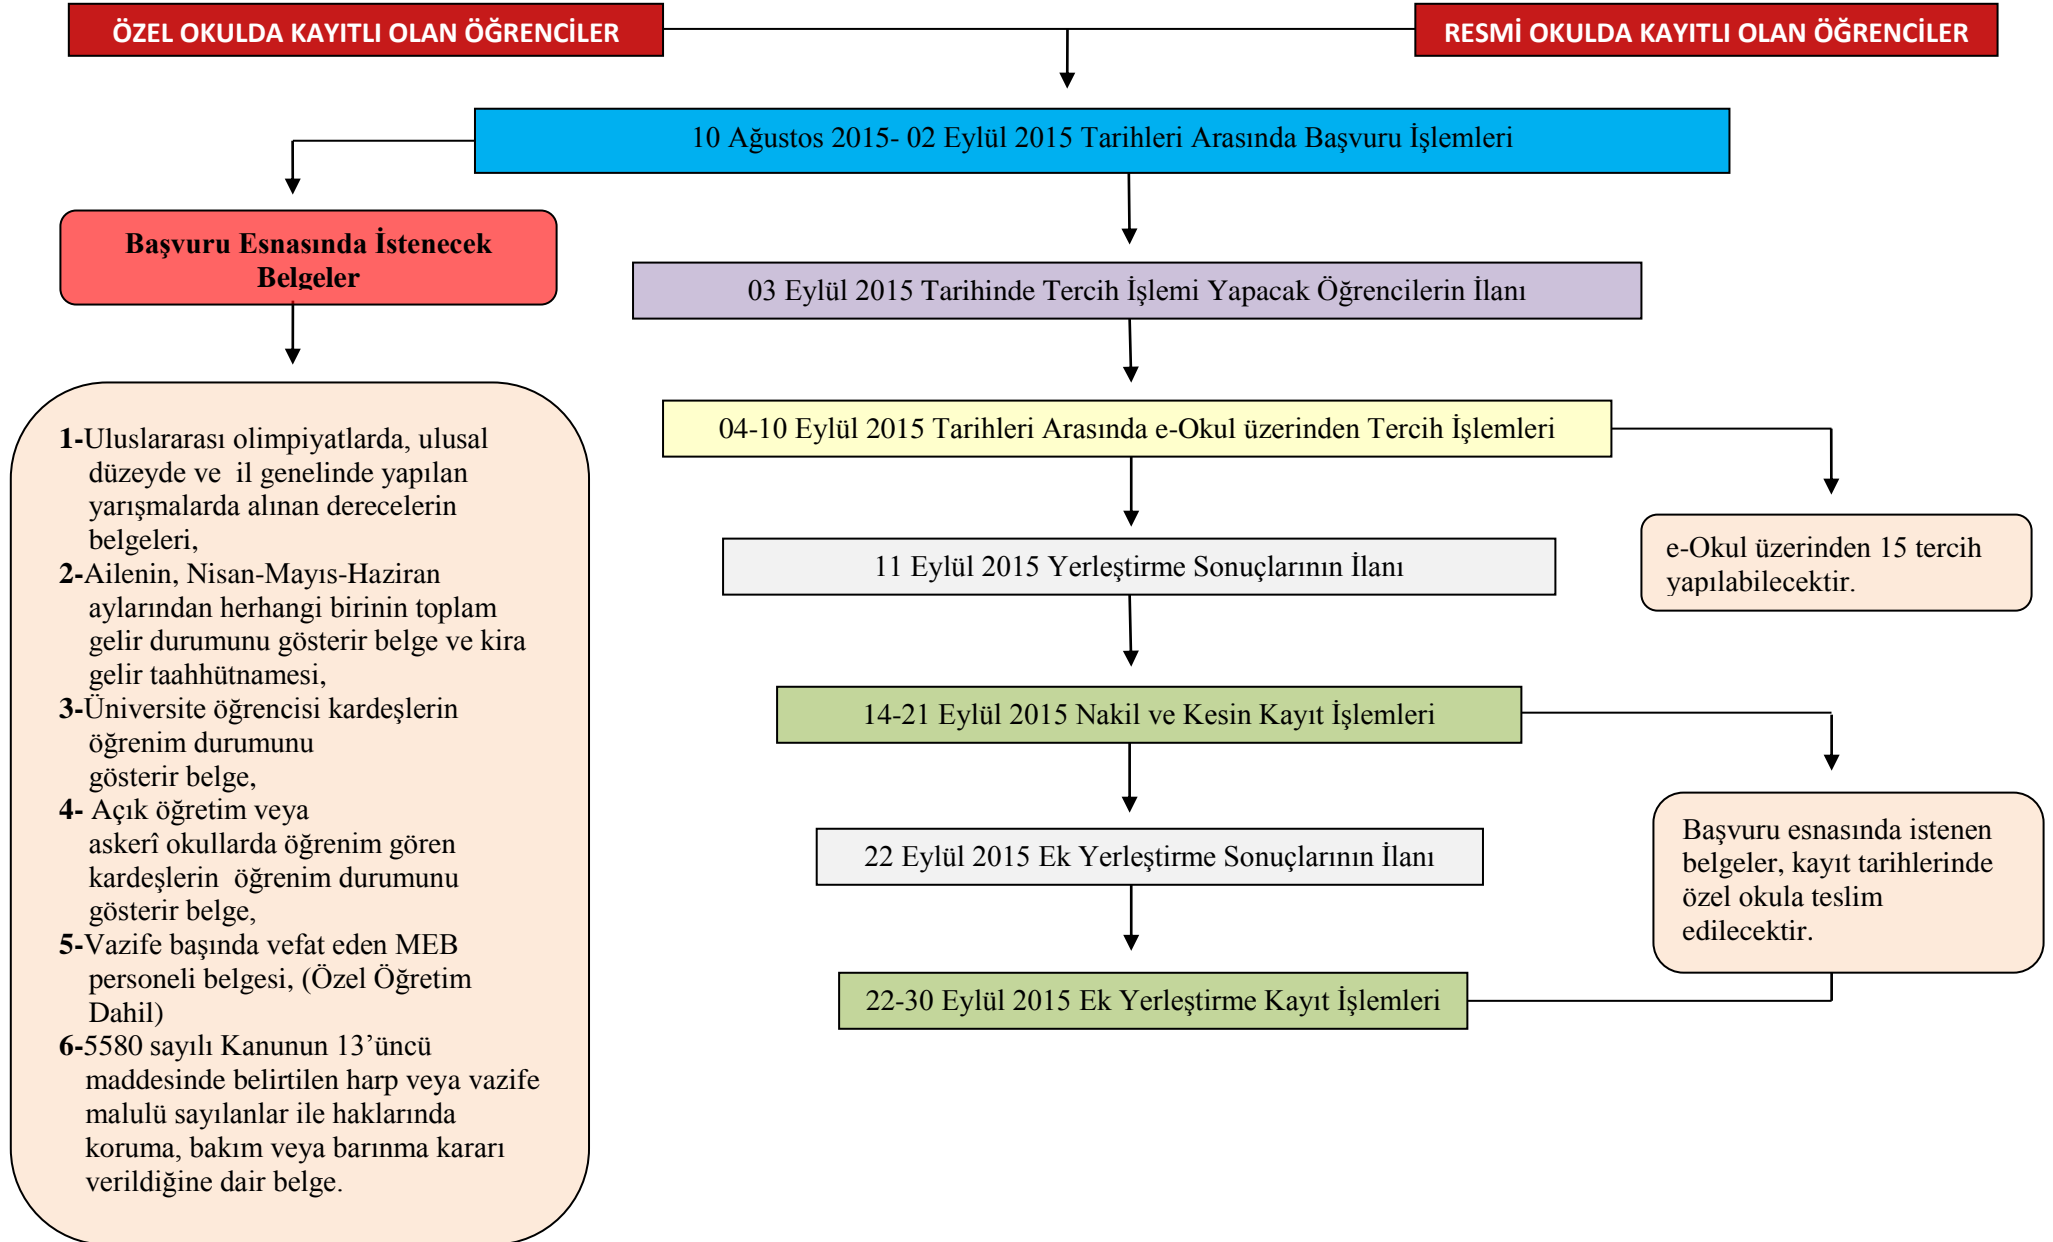 ÖZEL OKULDA KAYITLI OLAN ÖĞRENCİLER
RESMİ OKULDA KAYITLI OLAN ÖĞRENCİLER
10 Ağustos 2015- 02 Eylül 2015 Tarihleri Arasında Başvuru İşlemleri
Başvuru Esnasında İstenecek
Belgeler
1-Uluslararası olimpiyatlarda, ulusal
düzeyde ve  il genelinde yapılan
yarışmalarda alınan derecelerin
belgeleri,
2-Ailenin, Nisan-Mayıs-Haziran
aylarından herhangi birinin toplam
gelir durumunu gösterir belge ve kira
gelir taahhütnamesi,
3-Üniversite öğrencisi kardeşlerin
öğrenim durumunu
gösterir belge,
4- Açık öğretim veya
askerî okullarda öğrenim gören
kardeşlerin  öğrenim durumunu
gösterir belge,
5-Vazife başında vefat eden MEB
personeli belgesi, (Özel Öğretim
Dahil)
6-5580 sayılı Kanunun 13’üncü
maddesinde belirtilen harp veya vazife
malulü sayılanlar ile haklarında
koruma, bakım veya barınma kararı
verildiğine dair belge.
03 Eylül 2015 Tarihinde Tercih İşlemi Yapacak Öğrencilerin İlanı
04-10 Eylül 2015 Tarihleri Arasında e-Okul üzerinden Tercih İşlemleri
e-Okul üzerinden 15 tercih
yapılabilecektir.
11 Eylül 2015 Yerleştirme Sonuçlarının İlanı
14-21 Eylül 2015 Nakil ve Kesin Kayıt İşlemleri
Başvuru esnasında istenen
belgeler, kayıt tarihlerinde
özel okula teslim
edilecektir.
22 Eylül 2015 Ek Yerleştirme Sonuçlarının İlanı
22-30 Eylül 2015 Ek Yerleştirme Kayıt İşlemleri